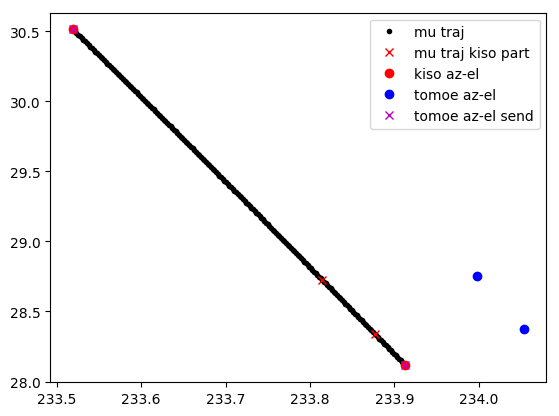 mu traj
mu traj kiso part
kiso az-el
tomoe az-el
tomoe az-el send
30.5
30.0
29.5
29.0
28.5
28.0
233.5 233.6 233.7 233.8 233.9 234.0